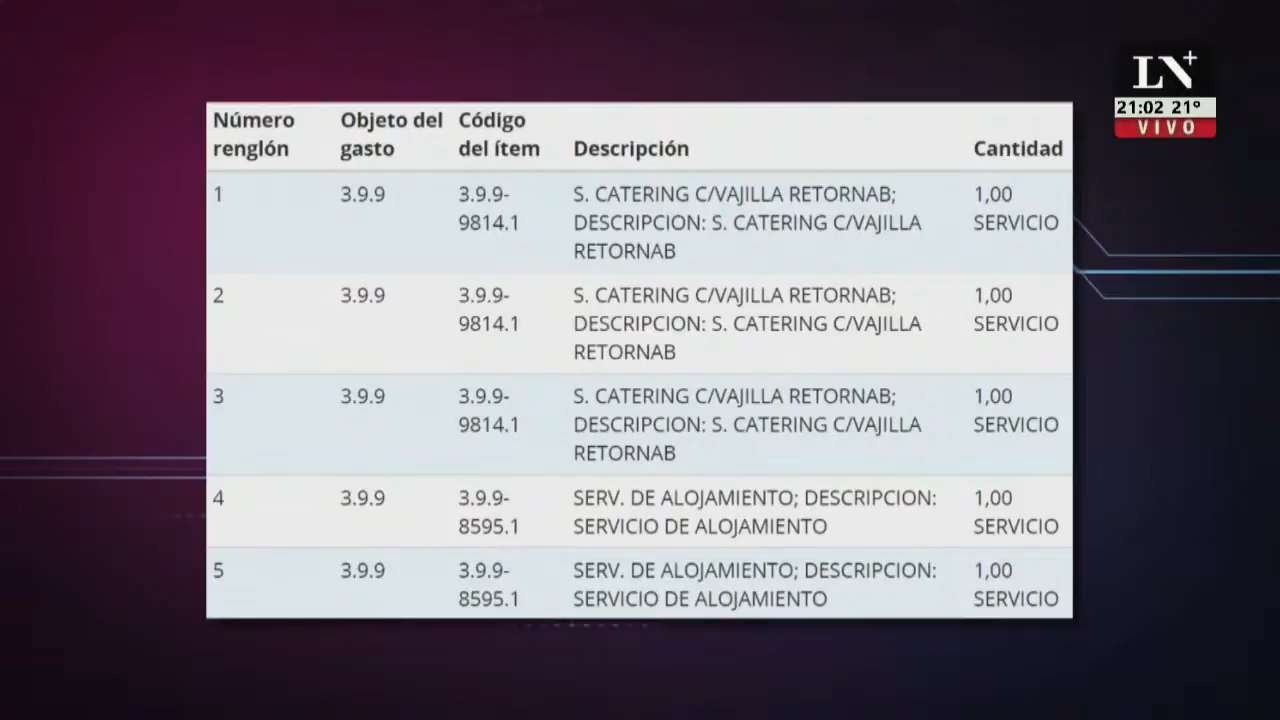 LN+
21:02 21°
VIVO
Número renglón
Objeto del gasto
Código del ítem
Descripción
Cantidad
1
3.9.9
3.9.9-
9814.1
S. CATERING C/VAJILLA RETORNAB;
DESCRIPCION: S. CATERING C/VAJILLA
RETORNAB
1,00
SERVICIO
2
3.9.9
3.9.9-
9814.1
S. CATERING C/VAJILLA RETORNAB;
DESCRIPCION: S. CATERING C/VAJILLA
RETORNAB
1,00
SERVICIO
3
3.9.9
3.9.9-
9814.1
S. CATERING C/VAJILLA RETORNAB;
DESCRIPCION: S. CATERING C/VAJILLA
RETORNAB
1,00
SERVICIO
4
3.9.9
3.9.9-
8595.1
SERV. DE ALOJAMIENTO; DESCRIPCION:
SERVICIO DE ALOJAMIENTO
1,00
SERVICIO
5
3.9.9
3.9.9-
8595.1
SERV. DE ALOJAMIENTO; DESCRIPCION:
SERVICIO DE ALOJAMIENTO
1,00
SERVICIO